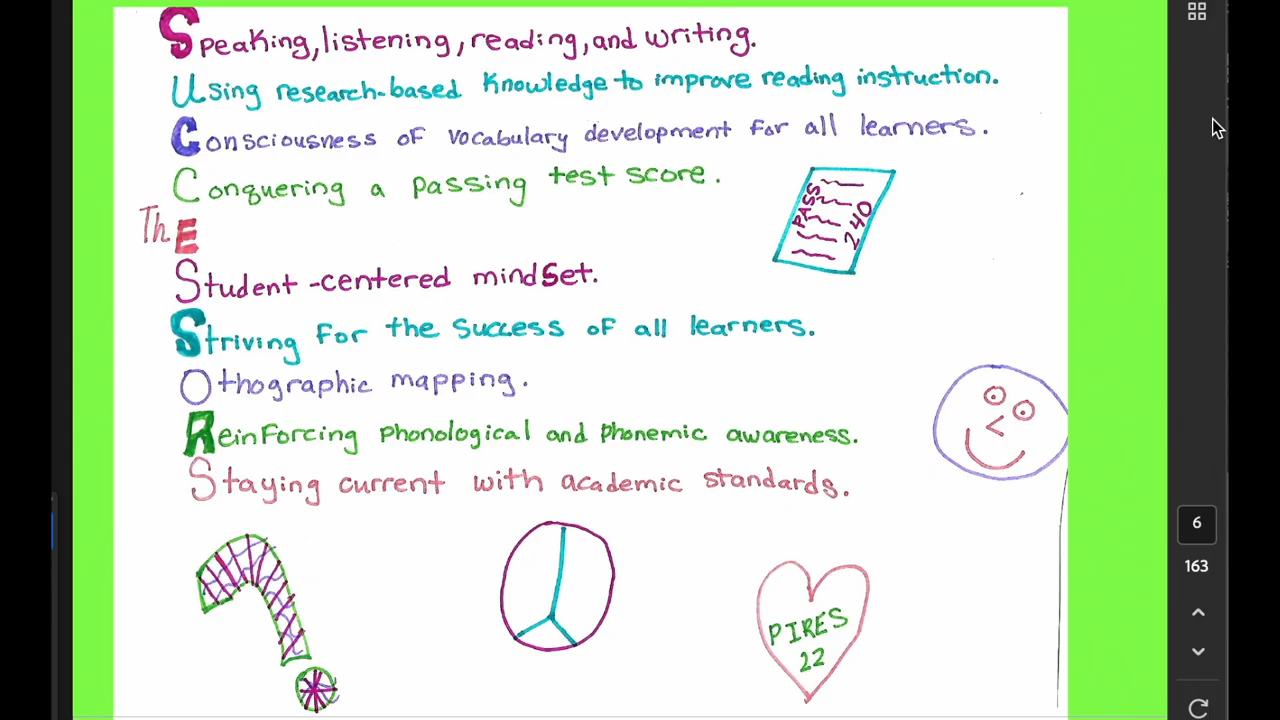 Speaking, listening, reading, and writing.
Using research-based knowledge to improve reading instruction.
Consciousness of vocabulary development for all learners.
Conquering a passing test score.
PASS
240
ThE
Student-centered mindset.
Striving for the success of all learners.
Othographic mapping.
Reinforcing phonological and phonemic awareness.
Staying current with academic standards.
PIRES
22
6
163